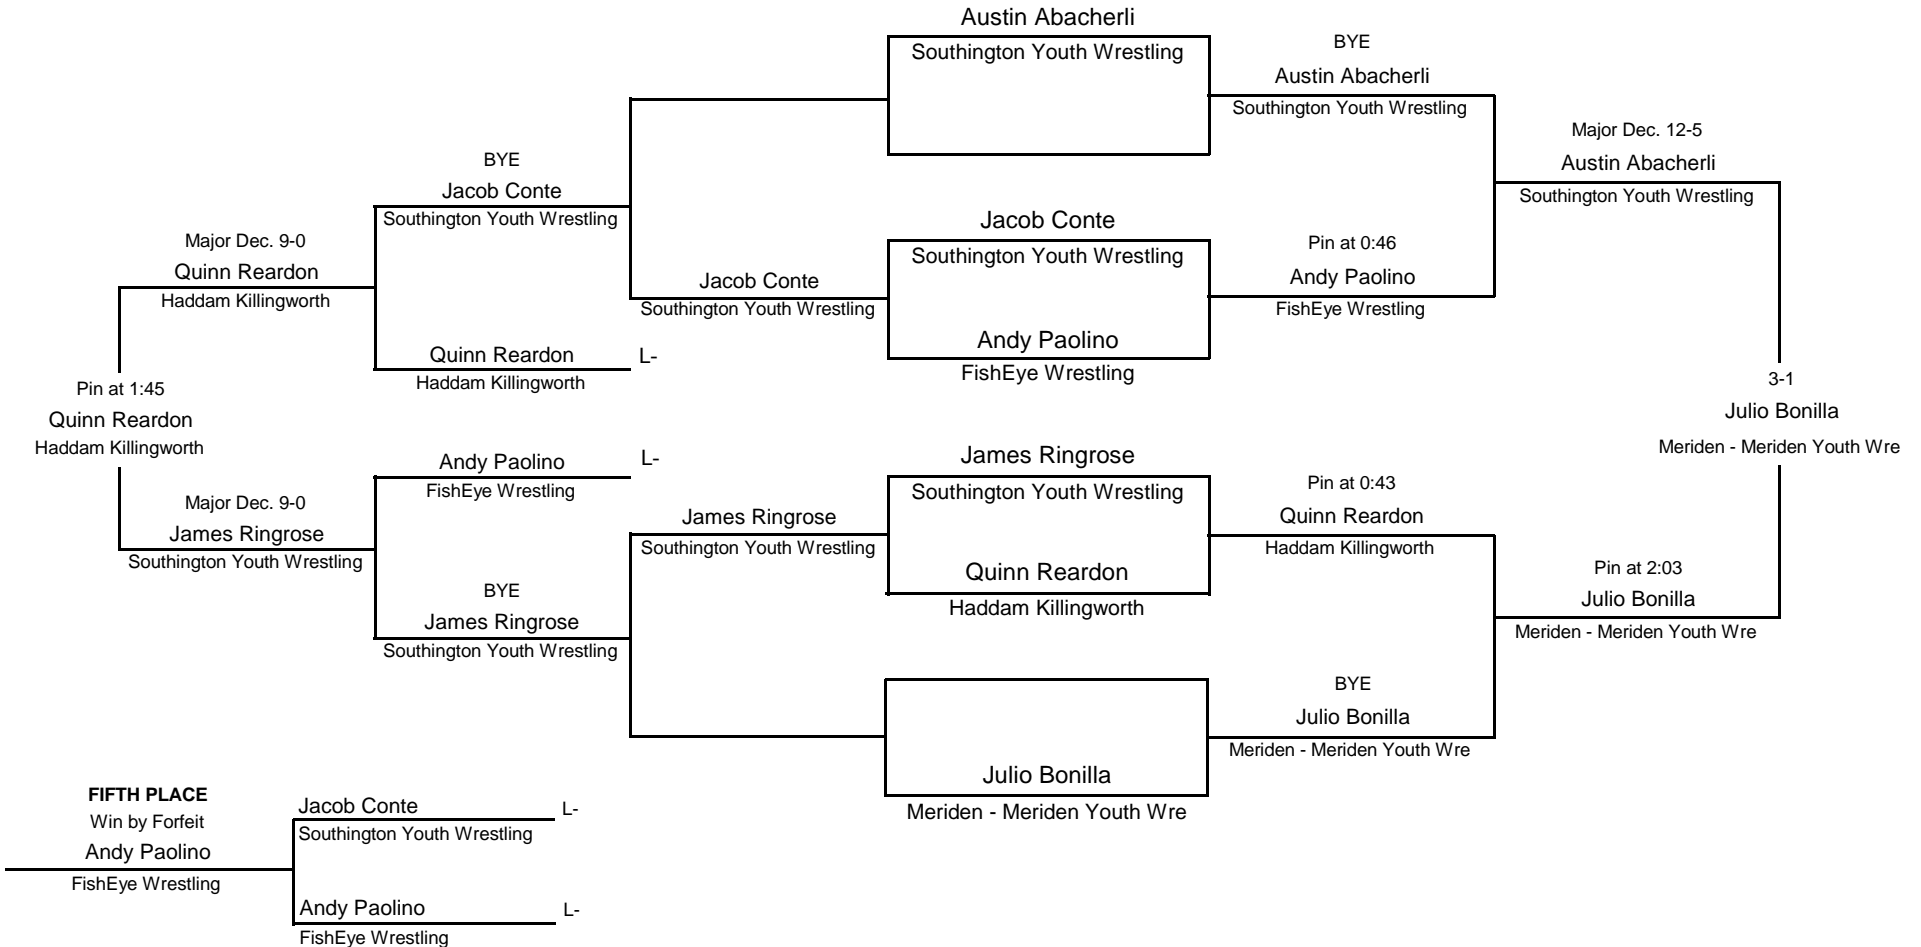 Austin Abacherli
Southington Youth Wrestling
BYE
Austin Abacherli
Southington Youth Wrestling
Major Dec. 12-5
Austin Abacherli
Southington Youth Wrestling
BYE
Jacob Conte
Southington Youth Wrestling
Jacob Conte
Southington Youth Wrestling
Major Dec. 9-0
Quinn Reardon
Haddam Killingworth
Jacob Conte
Southington Youth Wrestling
Pin at 0:46
Andy Paolino
FishEye Wrestling
Andy Paolino
FishEye Wrestling
Quinn Reardon
L-
Haddam Killingworth
Pin at 1:45
Quinn Reardon
Haddam Killingworth
3-1
Julio Bonilla
Meriden - Meriden Youth Wre
Andy Paolino
L-
FishEye Wrestling
James Ringrose
Southington Youth Wrestling
Pin at 0:43
Quinn Reardon
Haddam Killingworth
Major Dec. 9-0
James Ringrose
Southington Youth Wrestling
James Ringrose
Southington Youth Wrestling
Quinn Reardon
Haddam Killingworth
Pin at 2:03
Julio Bonilla
Meriden - Meriden Youth Wre
BYE
James Ringrose
Southington Youth Wrestling
BYE
Julio Bonilla
Meriden - Meriden Youth Wre
Julio Bonilla
Meriden - Meriden Youth Wre
FIFTH PLACE
Win by Forfeit
Andy Paolino
FishEye Wrestling
Jacob Conte
L-
Southington Youth Wrestling
Andy Paolino
L-
FishEye Wrestling